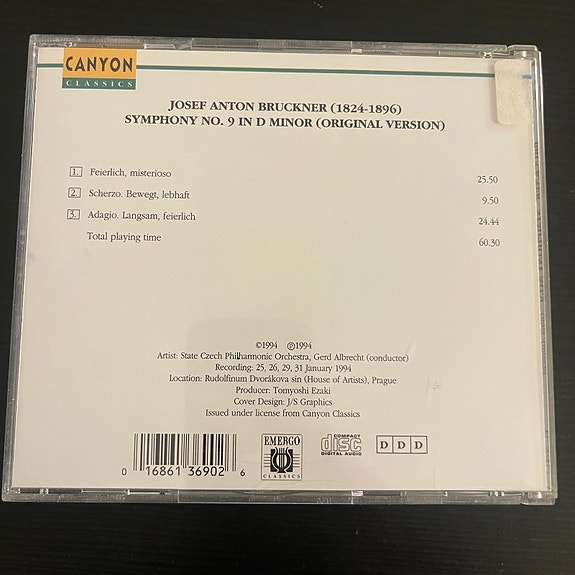 CANYON
CLASSICS
JOSEF ANTON BRUCKNER (1824-1896)
SYMPHONY NO. 9 IN D MINOR (ORIGINAL VERSION)
1. Feierlich, misterioso 25.50
2. Scherzo. Bewegt, lebhaft 9.50
3. Adagio. Langsam, feierlich 24.44
Total playing time 60.30
©1994 ℗1994
Artist: State Czech Philharmonic Orchestra, Gerd Albrecht (conductor)
Recording: 25, 26, 29, 31 January 1994
Location: Rudolfinum Dvorákova sin (House of Artists), Prague
Producer: Tomyoshi Ezaki
Cover Design: J/S Graphics
Issued under license from Canyon Classics
0 16861 36902 6
EMERGO
CLASSICS
COMPACT
disc
DIGITAL AUDIO
D D D